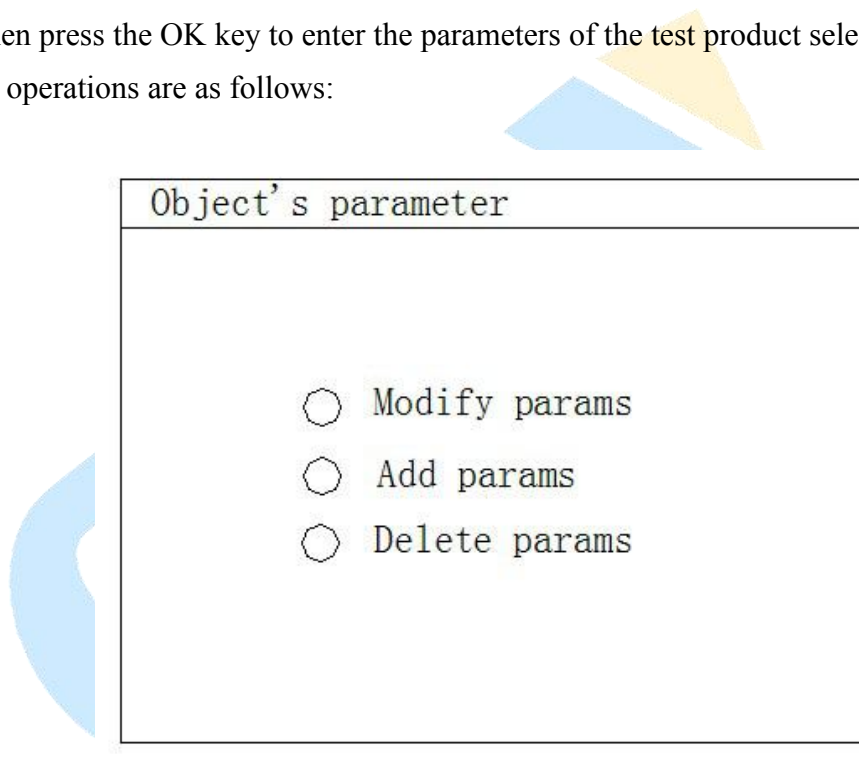 en press the OK key to enter the parameters of the test product sele
operations are as follows:
Object's parameter
Modify params
Add params
Delete params